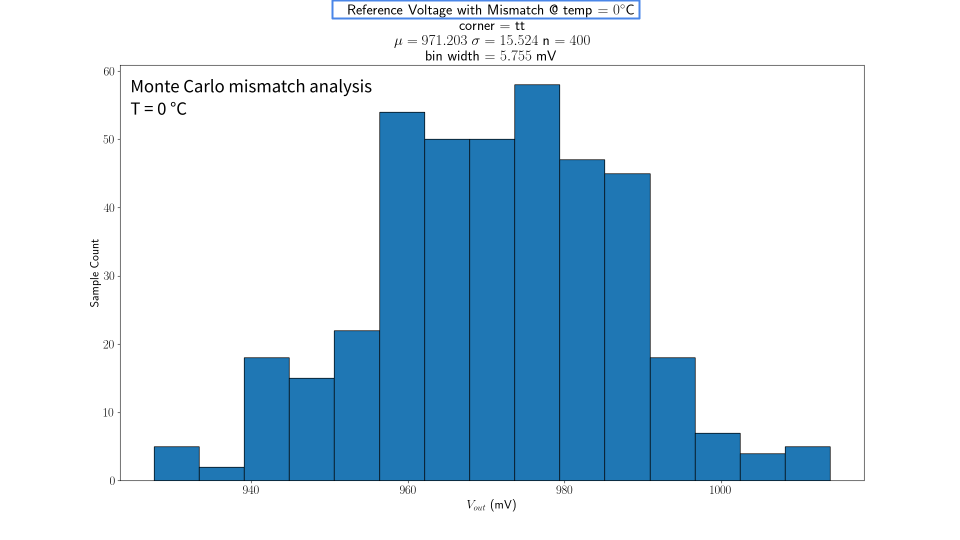 Reference Voltage with Mismatch @ temp = 0°C
corner = tt
μ = 971.203 σ = 15.524 n = 400
bin width = 5.755 mV
Monte Carlo mismatch analysis
T = 0 °C
60
50
40
30
20
10
0
Sample Count
940 960 980 1000
Vout (mV)